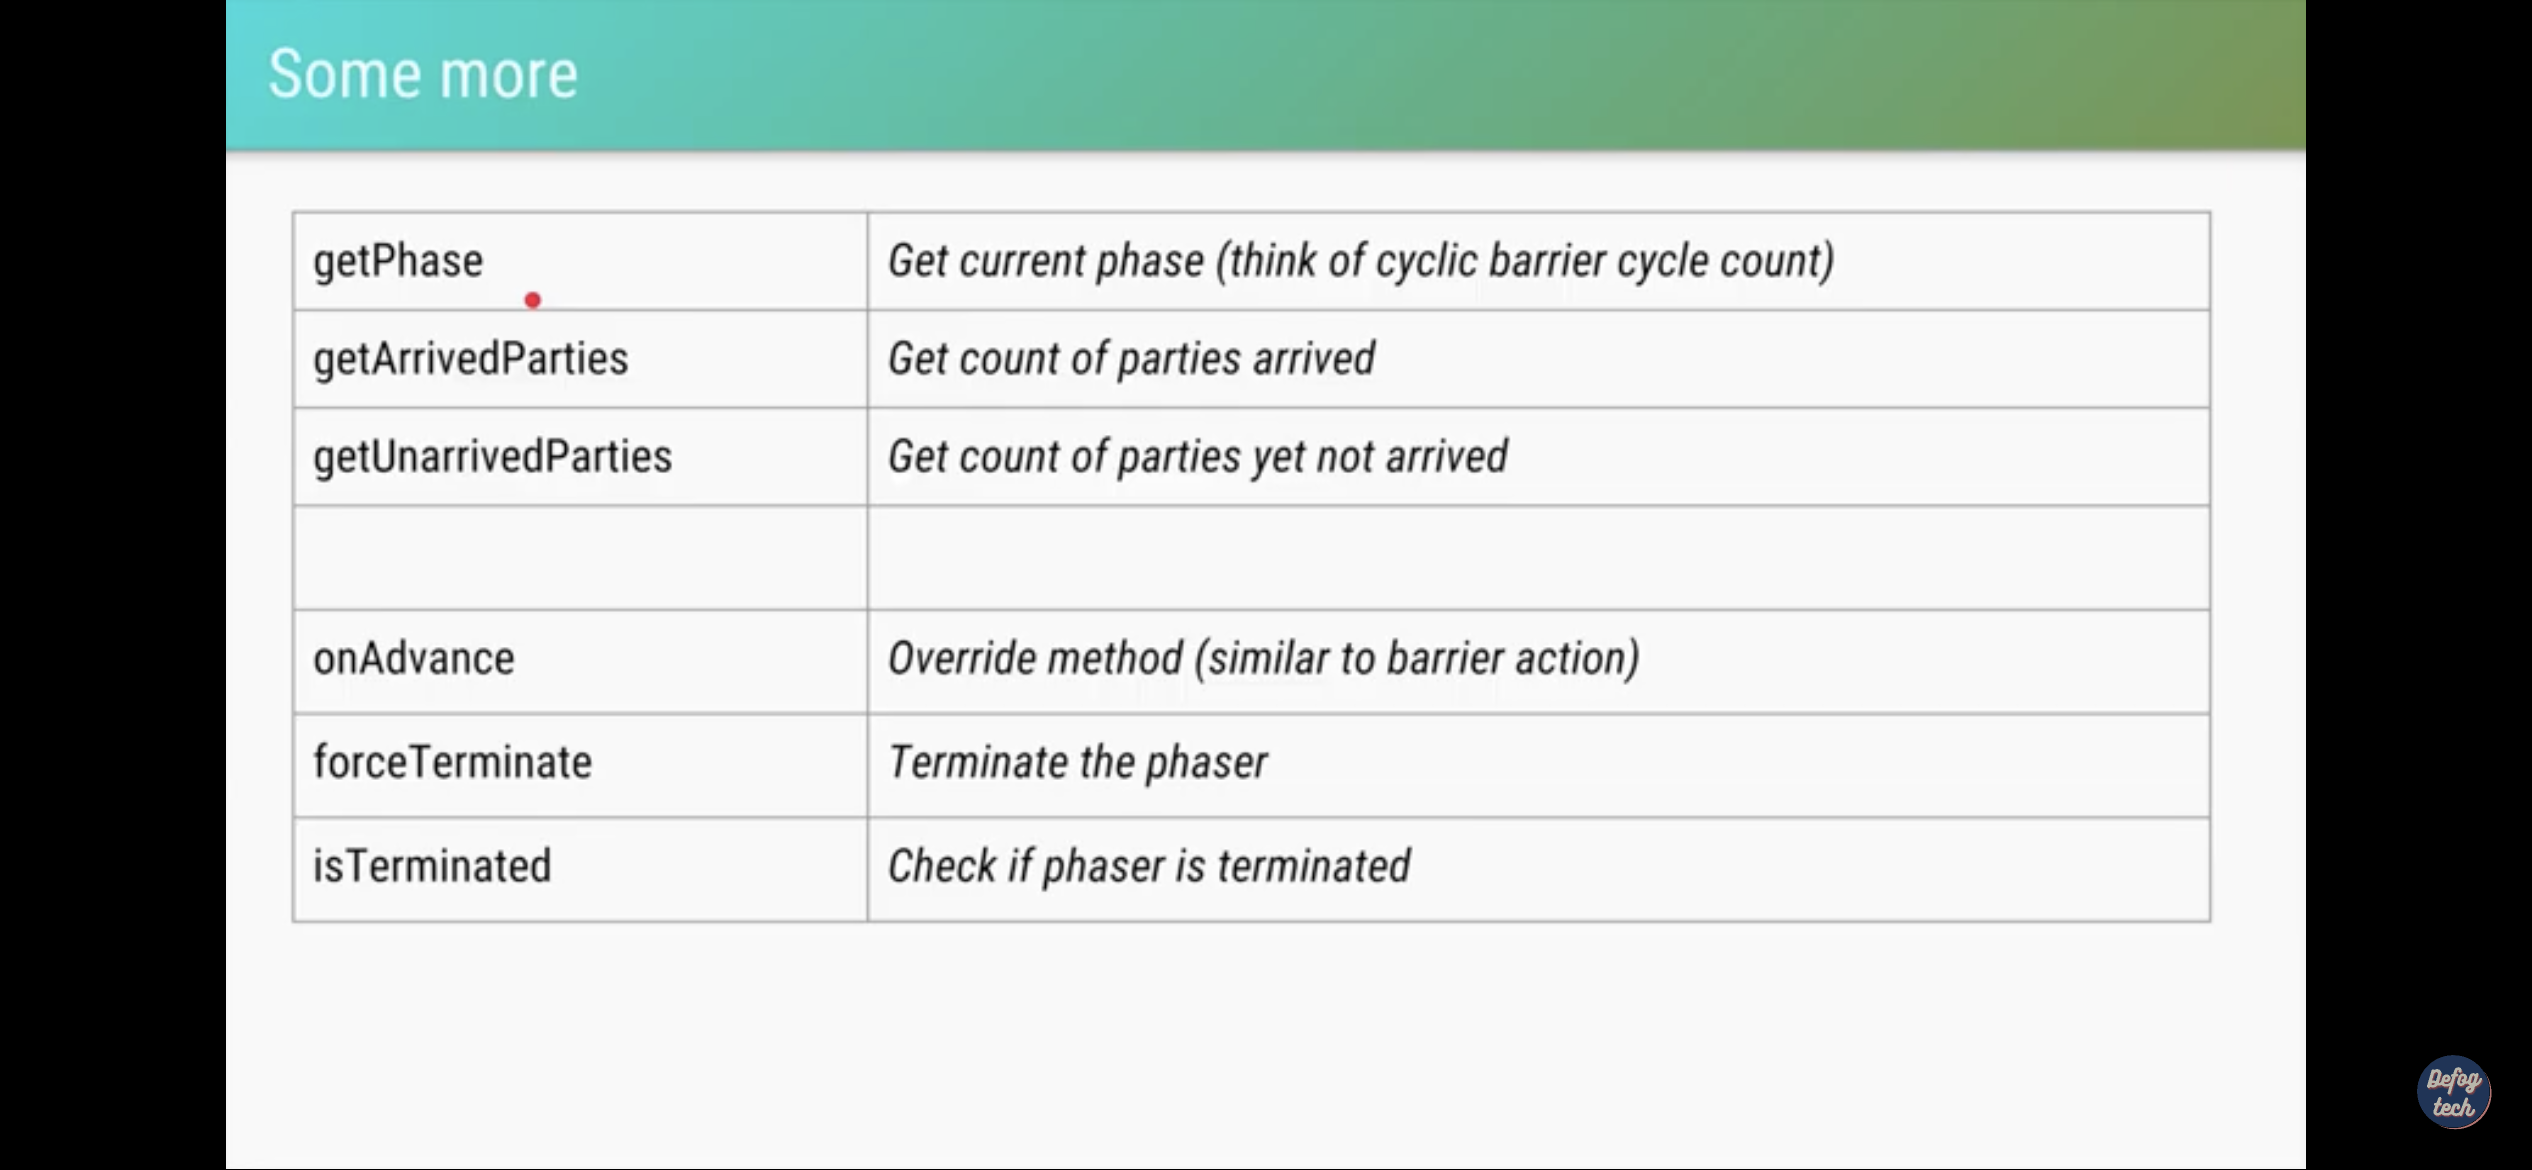 Some more
getPhase
Get current phase (think of cyclic barrier cycle count)
getArrivedParties
Get count of parties arrived
getUnarrivedParties
Get count of parties yet not arrived
onAdvance
Override method (similar to barrier action)
forceTerminate
Terminate the phaser
isTerminated
Check if phaser is terminated
Defog
tech